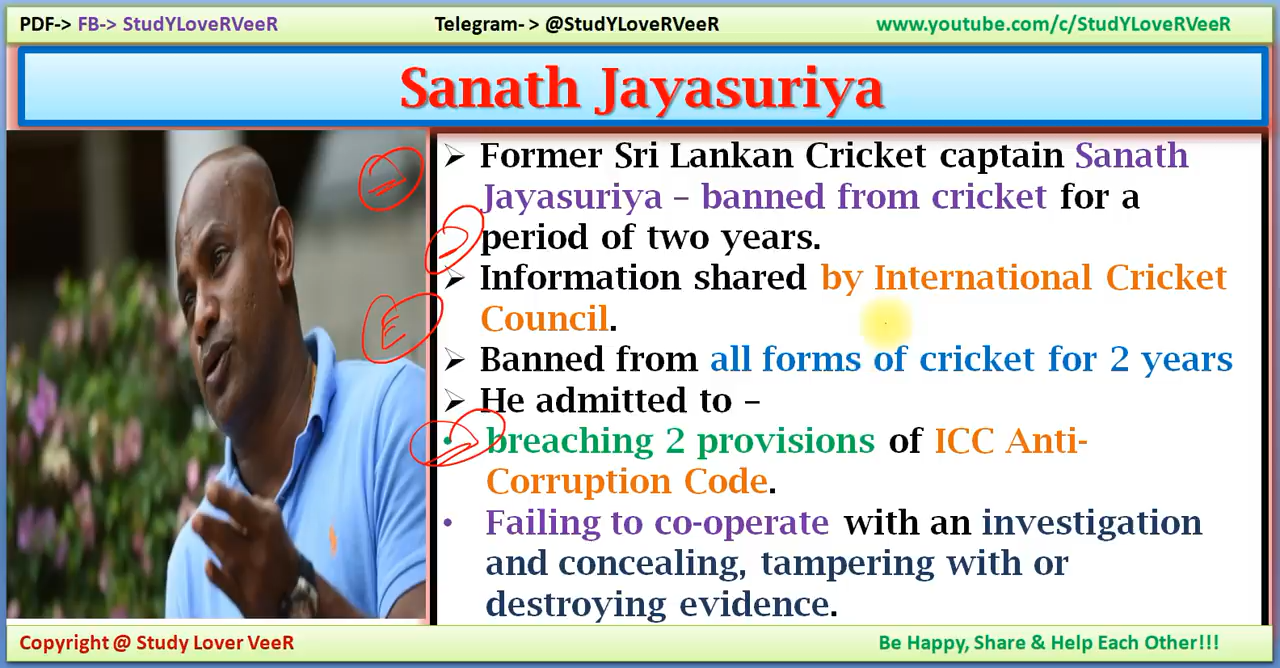 PDF-> FB-> StudYLoveRVeeR
Telegram- > @StudYLoveRVeeR
www.youtube.com/c/StudYLoveRVeeR
Sanath Jayasuriya
➢ Former Sri Lankan Cricket captain Sanath
Jayasuriya – banned from cricket for a
period of two years.
➢ Information shared by International Cricket
Council.
➢ Banned from all forms of cricket for 2 years
➢ He admitted to –
• breaching 2 provisions of ICC Anti-
Corruption Code.
• Failing to co-operate with an investigation
and concealing, tampering with or
destroying evidence.
Copyright @ Study Lover VeeR
Be Happy, Share & Help Each Other!!!